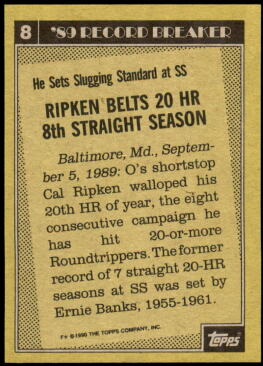 8 '89 RECORD BREAKER
He Sets Slugging Standard at SS
RIPKEN BELTS 20 HR
8th STRAIGHT SEASON
Baltimore, Md., Septem-
ber 5, 1989: O's shortstop
Cal Ripken walloped his
20th HR of year, the eight
consecutive campaign he
has hit 20-or-more
Roundtrippers. The former
record of 7 straight 20-HR
seasons at SS was set by
Ernie Banks, 1955-1961.
F* © 1990 THE TOPPS COMPANY, INC.
Topps